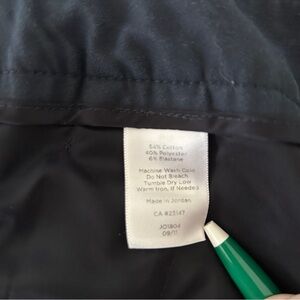 54% Cotton
40% Polyester
6% Elastane
Machine Wash Cold
Do Not Bleach
Tumble Dry Low
Warm Iron, If Needed
Made in Jordan
CA #23147
JO1804
09/11